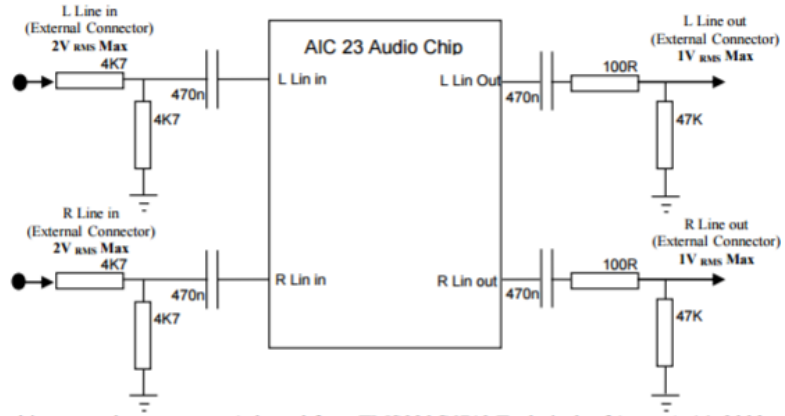 L Line in
(External Connector)
2V RMS Max
4K7
470n
4K7
AIC 23 Audio Chip
L Lin in
L Lin Out
470n
100R
L Line out
(External Connector)
1V RMS Max
47K
R Line in
(External Connector)
2V RMS Max
4K7
470n
4K7
R Lin in
R Lin out
470n
100R
R Line out
(External Connector)
1V RMS Max
47K